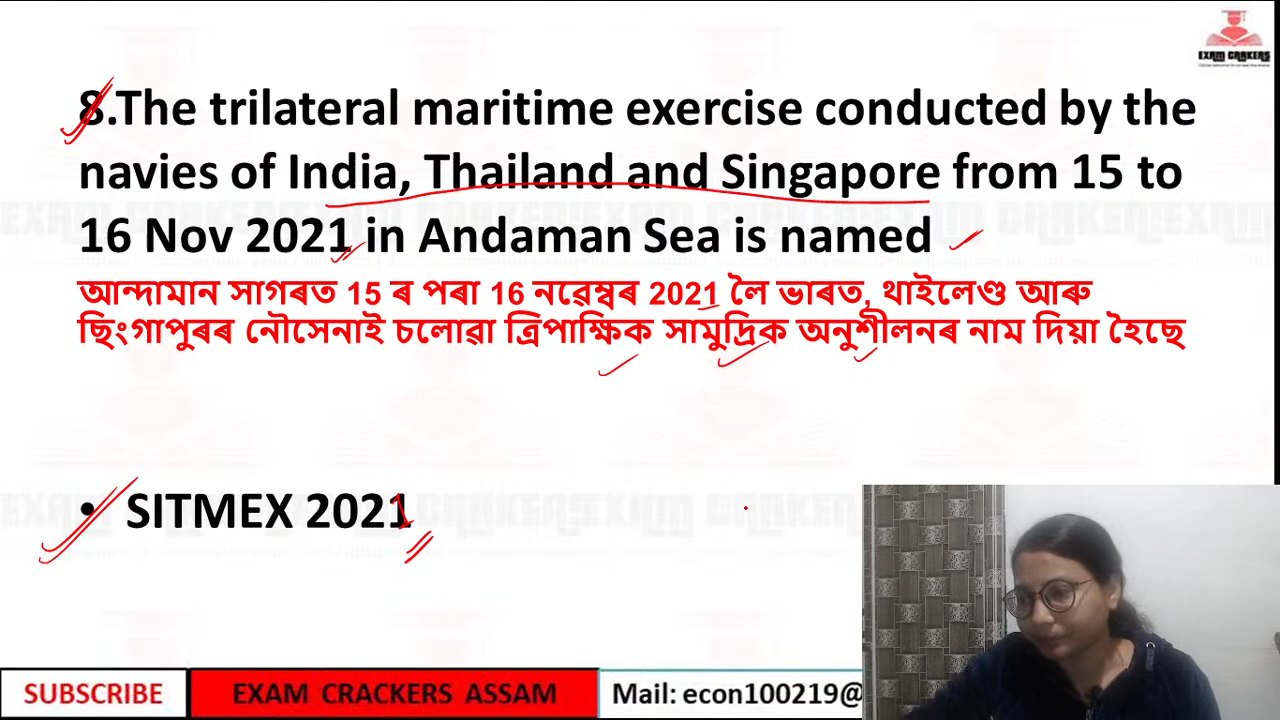 EXAM CRAKERS
8.The trilateral maritime exercise conducted by the
navies of India, Thailand and Singapore from 15 to
16 Nov 2021 in Andaman Sea is named
আন্দামান সাগৰত 15 ৰ পৰা 16 নৱেম্বৰ 2021 লৈ ভাৰত, থাইলেণ্ড আৰু
ছিংগাপুৰৰ নৌসেনাই চলোৱা ত্ৰিপাক্ষিক সামুদ্ৰিক অনুশীলনৰ নাম দিয়া হৈছে
• SITMEX 2021
SUBSCRIBE EXAM CRACKERS ASSAM Mail: econ100219@